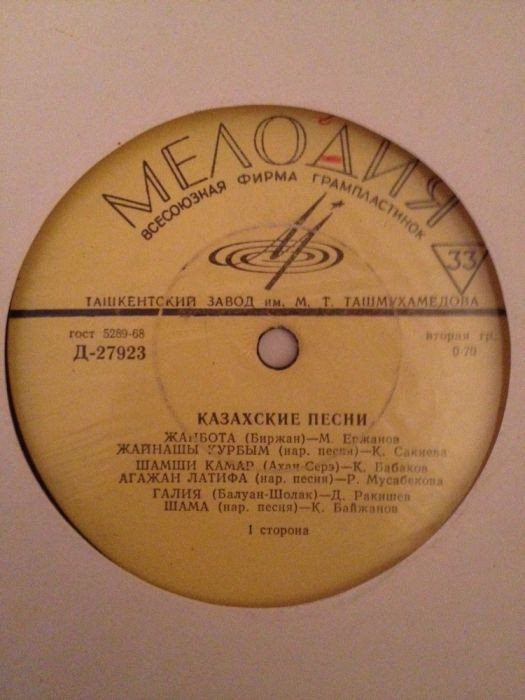 МЕЛОДИЯ
ВСЕСОЮЗНАЯ ФИРМА ГРАМПЛАСТИНОК
33
ТАШКЕНТСКИЙ ЗАВОД им. М. Т. ТАШМУХАМЕДОВА
гост 5289-68
вторая гр.
Д-27923
0-70
КАЗАХСКИЕ ПЕСНИ
ЖАНБОТА (Биржан)—М. Ержанов
ЖАЙНАШЫ КУРБЫМ (нар. песня)—К. Сакиева
ШАМШИ КАМАР (Ахан-Серэ)—К. Бабаков
АГАЖАН ЛАТИФА (нар. песня)—Р. Мусабекова
ГАЛИЯ (Балуан-Шолак)—Д. Ракишев
ШАМА (нар. песня)—К. Байжанов
1 сторона